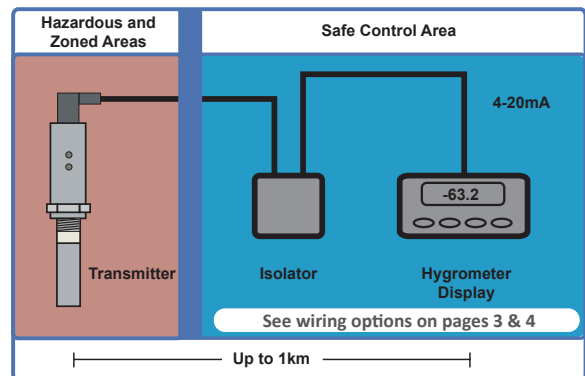 Hazardous and
Zoned Areas
Safe Control Area
4-20mA
-63.2
Transmitter
Isolator
Hygrometer
Display
See wiring options on pages 3 & 4
Up to 1km